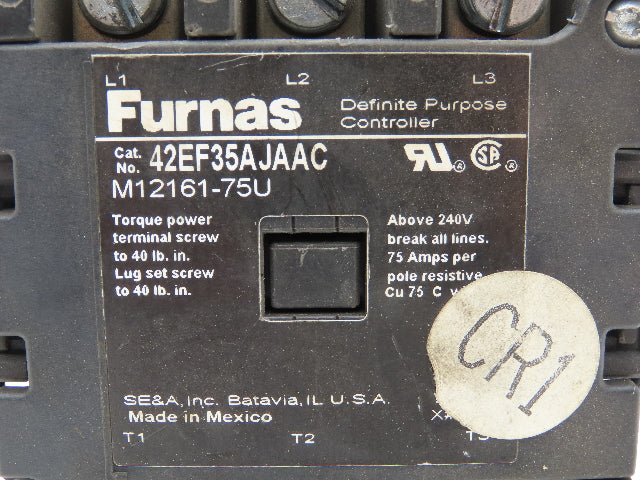 L1 L2 L3
Furnas
Definite Purpose
Controller
Cat.
No. 42EF35AJAAC
M12161-75U
Torque power
terminal screw
to 40 lb. in.
Lug set screw
to 40 lb. in.
Above 240V
break all lines.
75 Amps per
pole resistive
Cu 75 C
CR1
SE&A, Inc. Batavia, IL U.S.A.
Made in Mexico
T1 T2